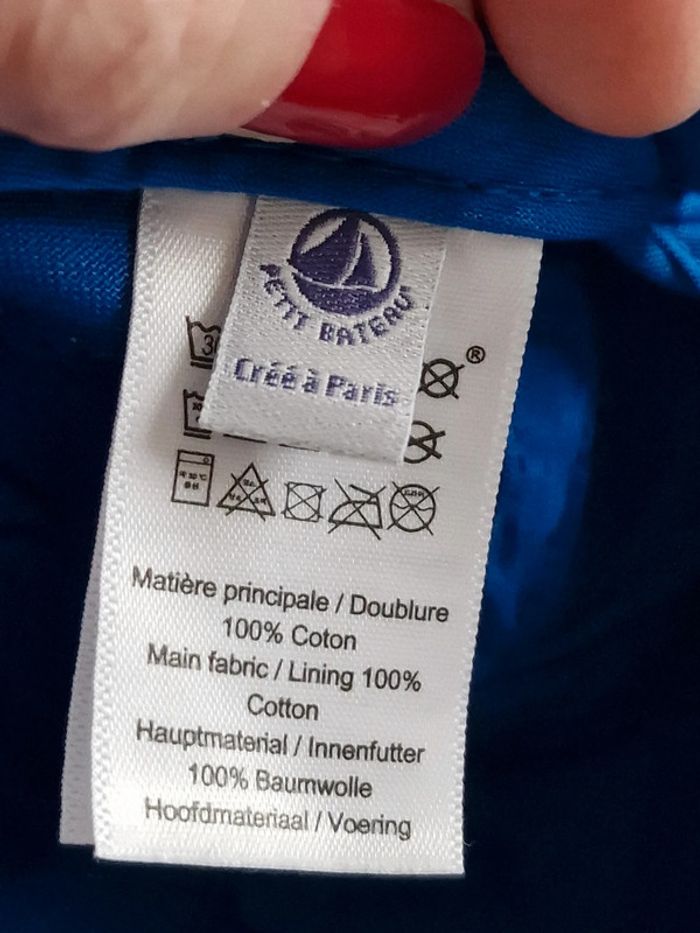 PETIT BATEAU
Créé à Paris
®
Matière principale / Doublure
100% Coton
Main fabric / Lining 100%
Cotton
Hauptmaterial / Innenfutter
100% Baumwolle
Hoofdmateriaal / Voering